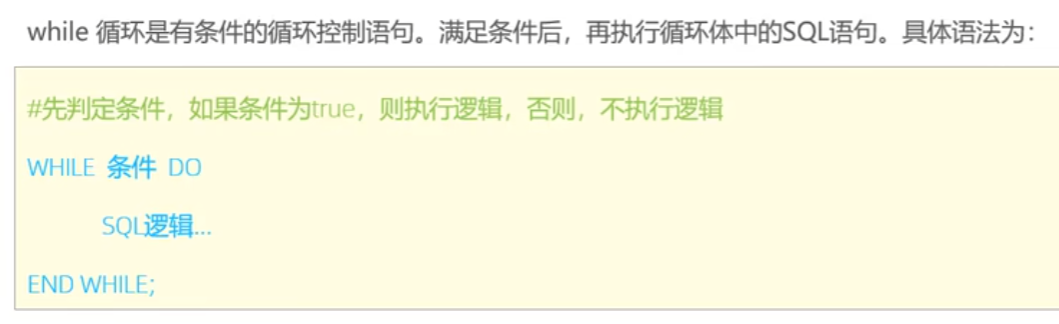 while 循环是有条件的循环控制语句。满足条件后，再执行循环体中的SQL语句。具体语法为：
#先判定条件，如果条件为true，则执行逻辑，否则，不执行逻辑
WHILE 条件 DO
SQL逻辑...
END WHILE;